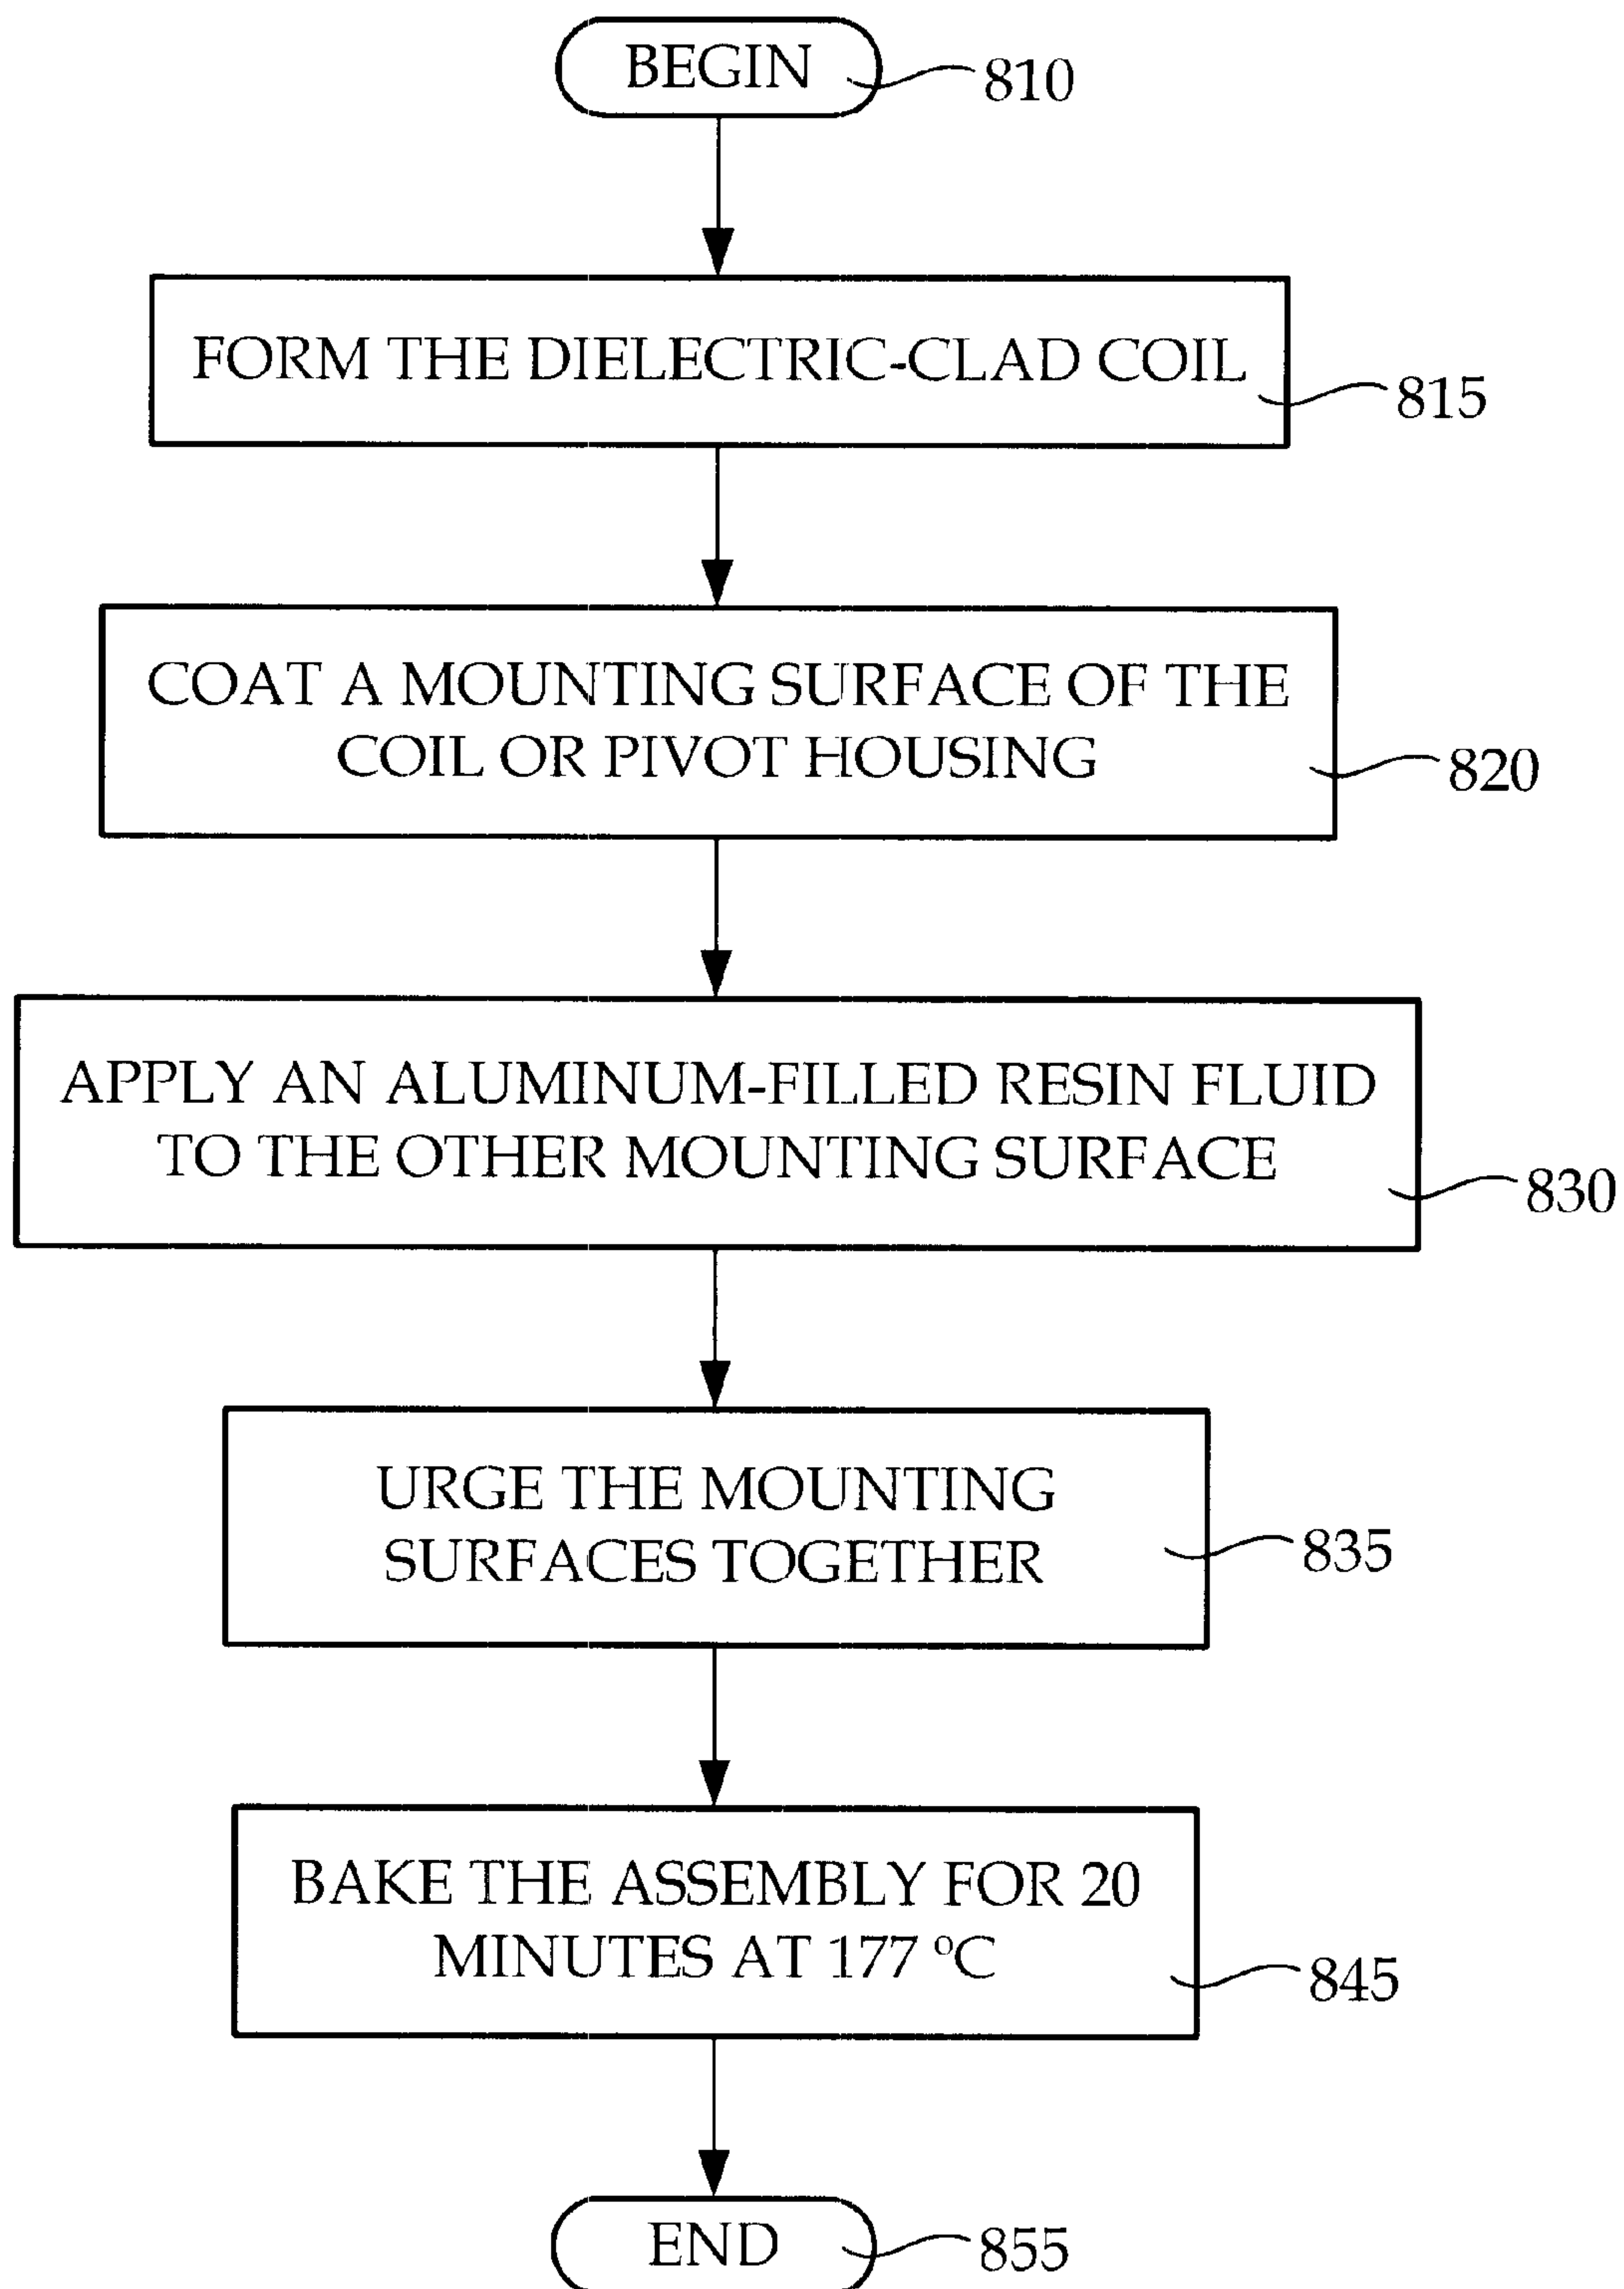 BEGIN
810
FORM THE DIELECTRIC-CLAD COIL
815
COAT A MOUNTING SURFACE OF THE
COIL OR PIVOT HOUSING
820
APPLY AN ALUMINUM-FILLED RESIN FLUID
TO THE OTHER MOUNTING SURFACE
830
URGE THE MOUNTING
SURFACES TOGETHER
835
BAKE THE ASSEMBLY FOR 20
MINUTES AT 177 °C
845
END
855